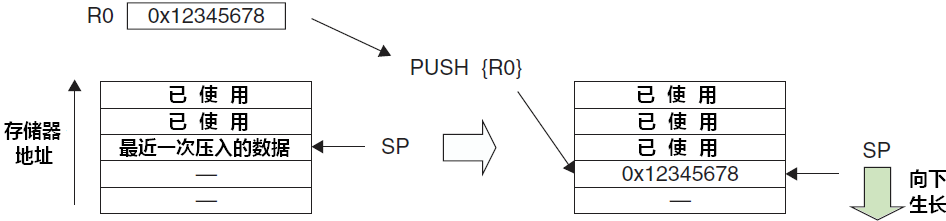 R0 0x12345678
PUSH {R0}
存储器
地址
已 使 用
已 使 用
最近一次压入的数据
—
—
SP
已 使 用
已 使 用
已 使 用
0x12345678
—
SP
向下
生长